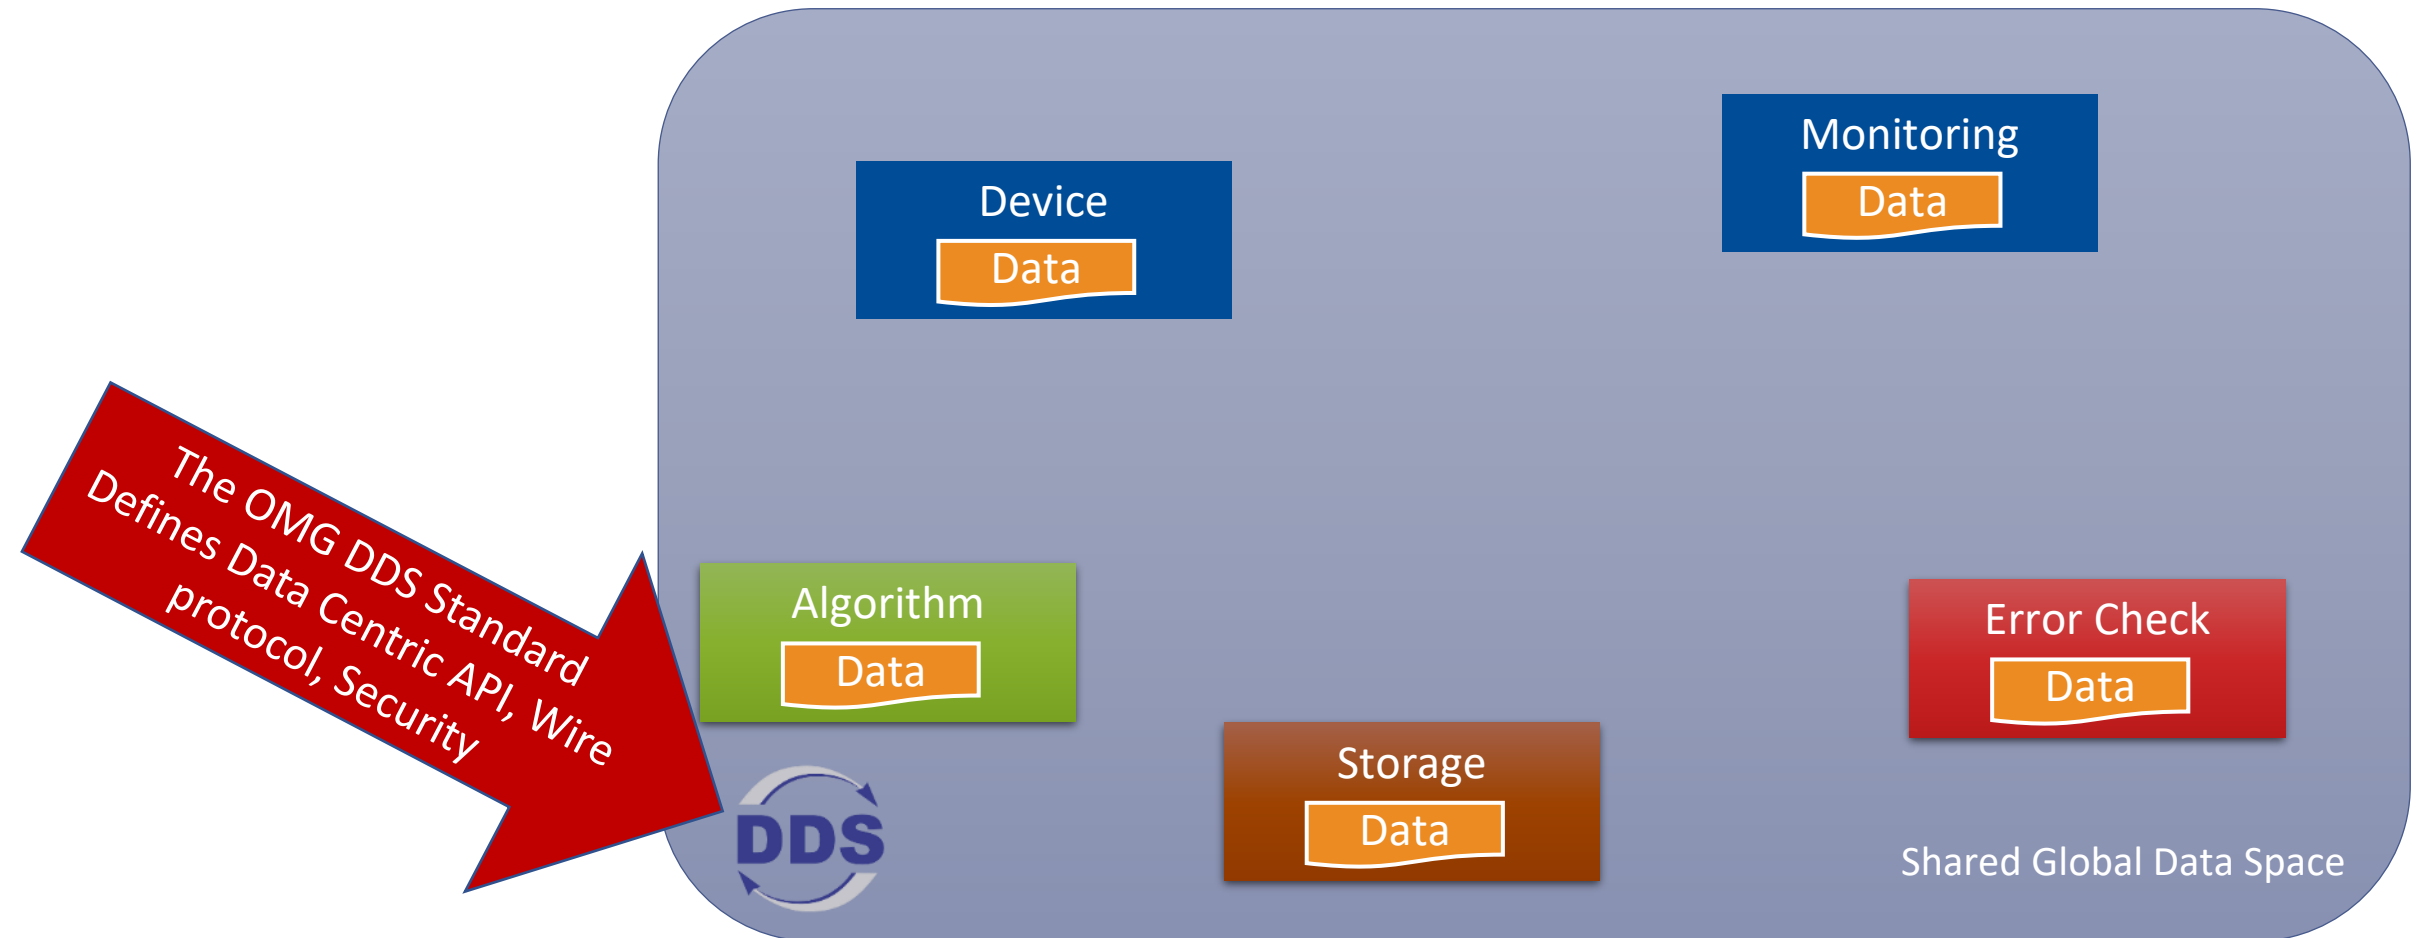 Monitoring
Data
Device
Data
The OMG DDS Standard
Defines Data Centric API, Wire
protocol, Security
Algorithm
Data
Error Check
Data
Storage
Data
DDS
Shared Global Data Space